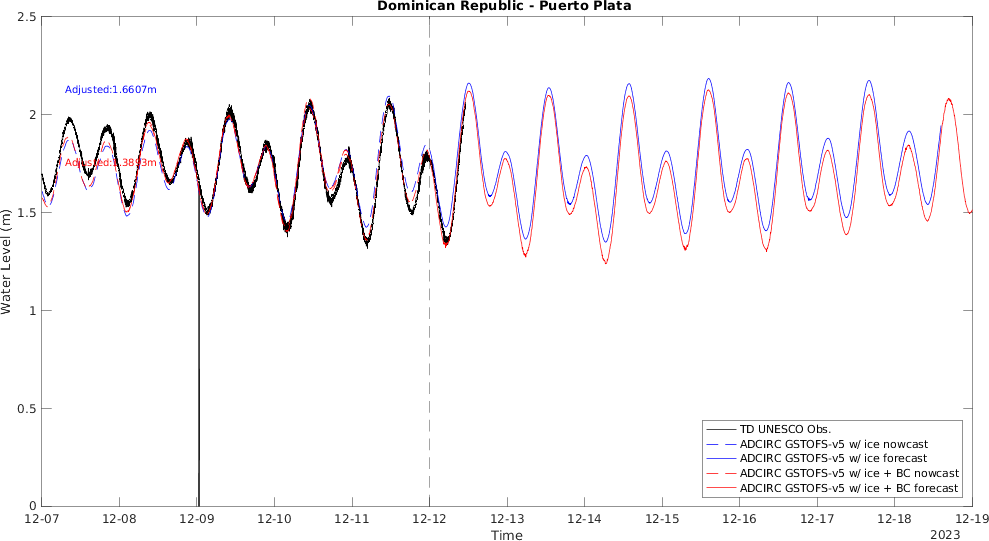 Dominican Republic - Puerto Plata
2.5
2
1.5
1
0.5
0
Water Level (m)
Adjusted:1.6607m
Adjusted:1.3893m
TD UNESCO Obs.
ADCIRC GSTOFS-v5 w/ ice nowcast
ADCIRC GSTOFS-v5 w/ ice forecast
ADCIRC GSTOFS-v5 w/ ice + BC nowcast
ADCIRC GSTOFS-v5 w/ ice + BC forecast
12-07 12-08 12-09 12-10 12-11 12-12 12-13 12-14 12-15 12-16 12-17 12-18 12-19
Time
2023